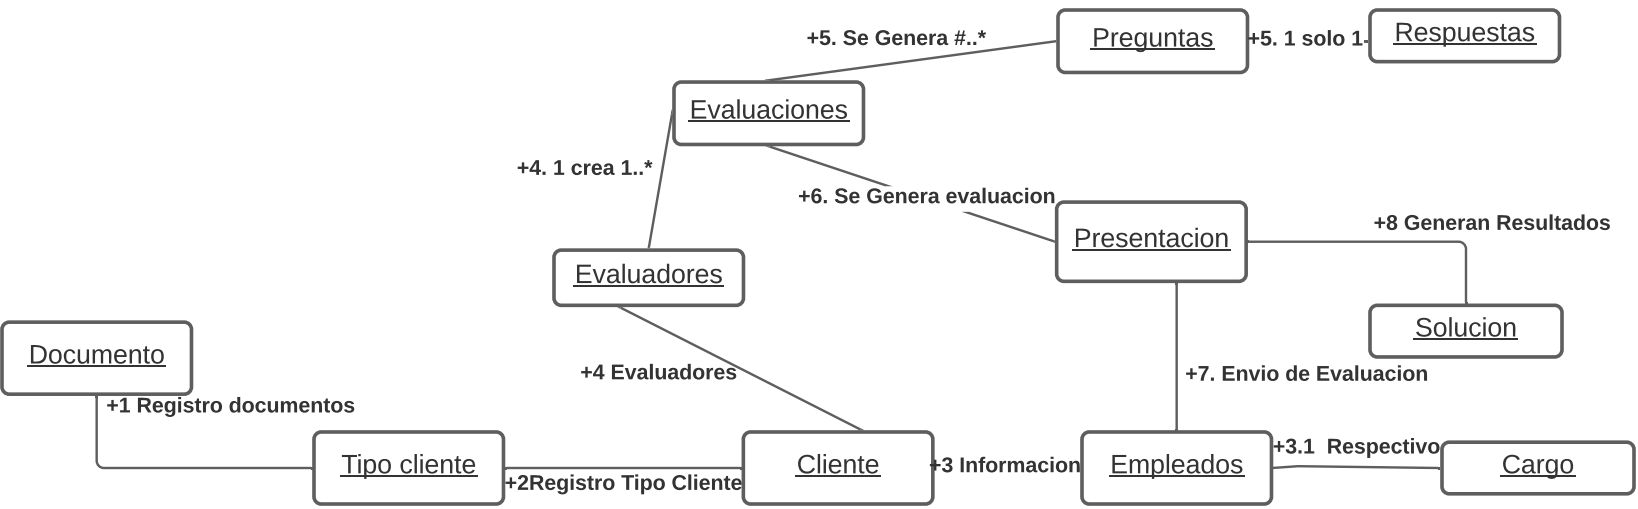 +5. Se Genera #..*
Preguntas
+5. 1 solo 1
Respuestas
Evaluaciones
+4. 1 crea 1..*
+6. Se Genera evaluacion
Presentacion
+8 Generan Resultados
Evaluadores
Solucion
Documento
+4 Evaluadores
+7. Envio de Evaluacion
+1 Registro documentos
Tipo cliente
+2Registro Tipo Cliente
Cliente
+3 Informacion
Empleados
+3.1 Respectivo
Cargo